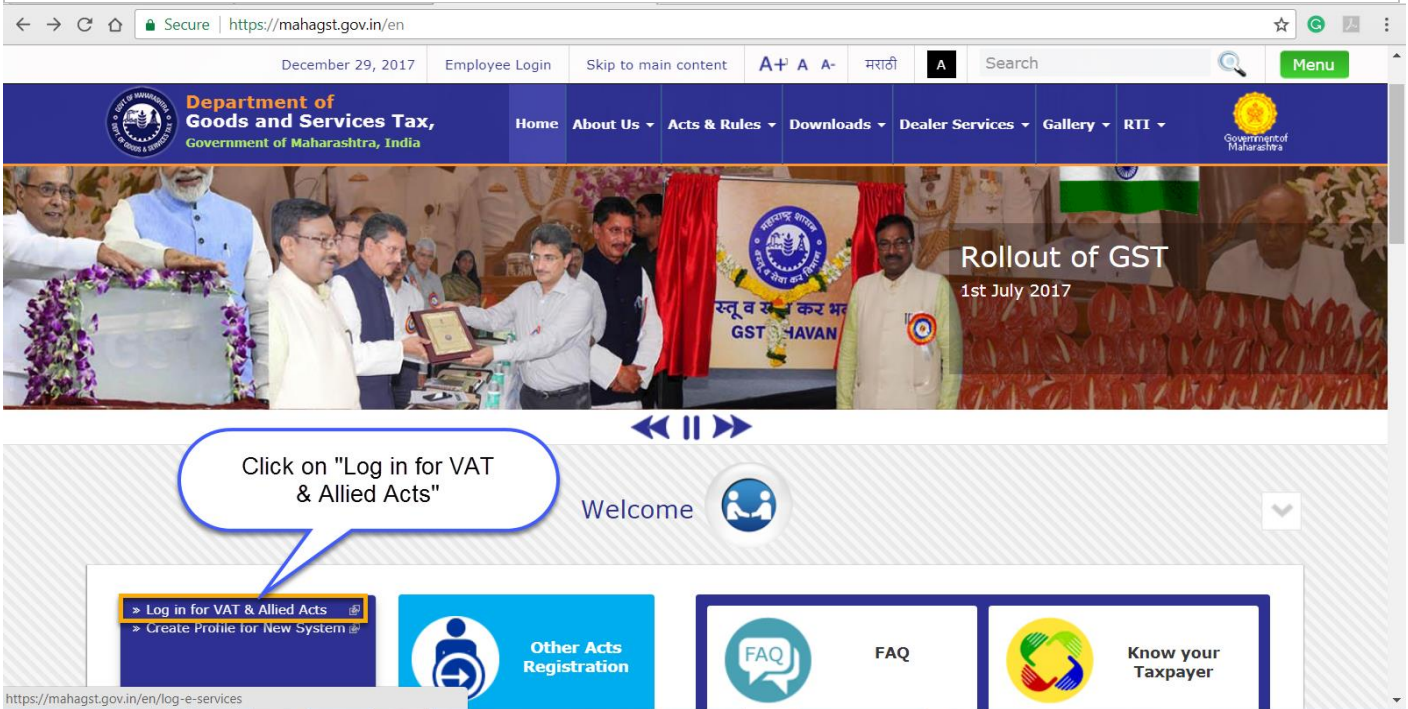 Secure | https://mahagst.gov.in/en
December 29, 2017 Employee Login Skip to main content A+ A A- मराठी A Search Menu
Department of
Goods and Services Tax,
Government of Maharashtra, India
Home About Us Acts & Rules Downloads Dealer Services Gallery RTI
Government of
Maharashtra
Rollout of GST
1st July 2017
GST
Click on "Log in for VAT
& Allied Acts"
Welcome
» Log in for VAT & Allied Acts
» Create Profile for New System
Other Acts
Registration
FAQ
FAQ
Know your
Taxpayer
https://mahagst.gov.in/en/log-e-services